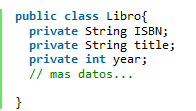 public class Libro{
private String ISBN;
private String title;
private int year;
// mas datos...
}